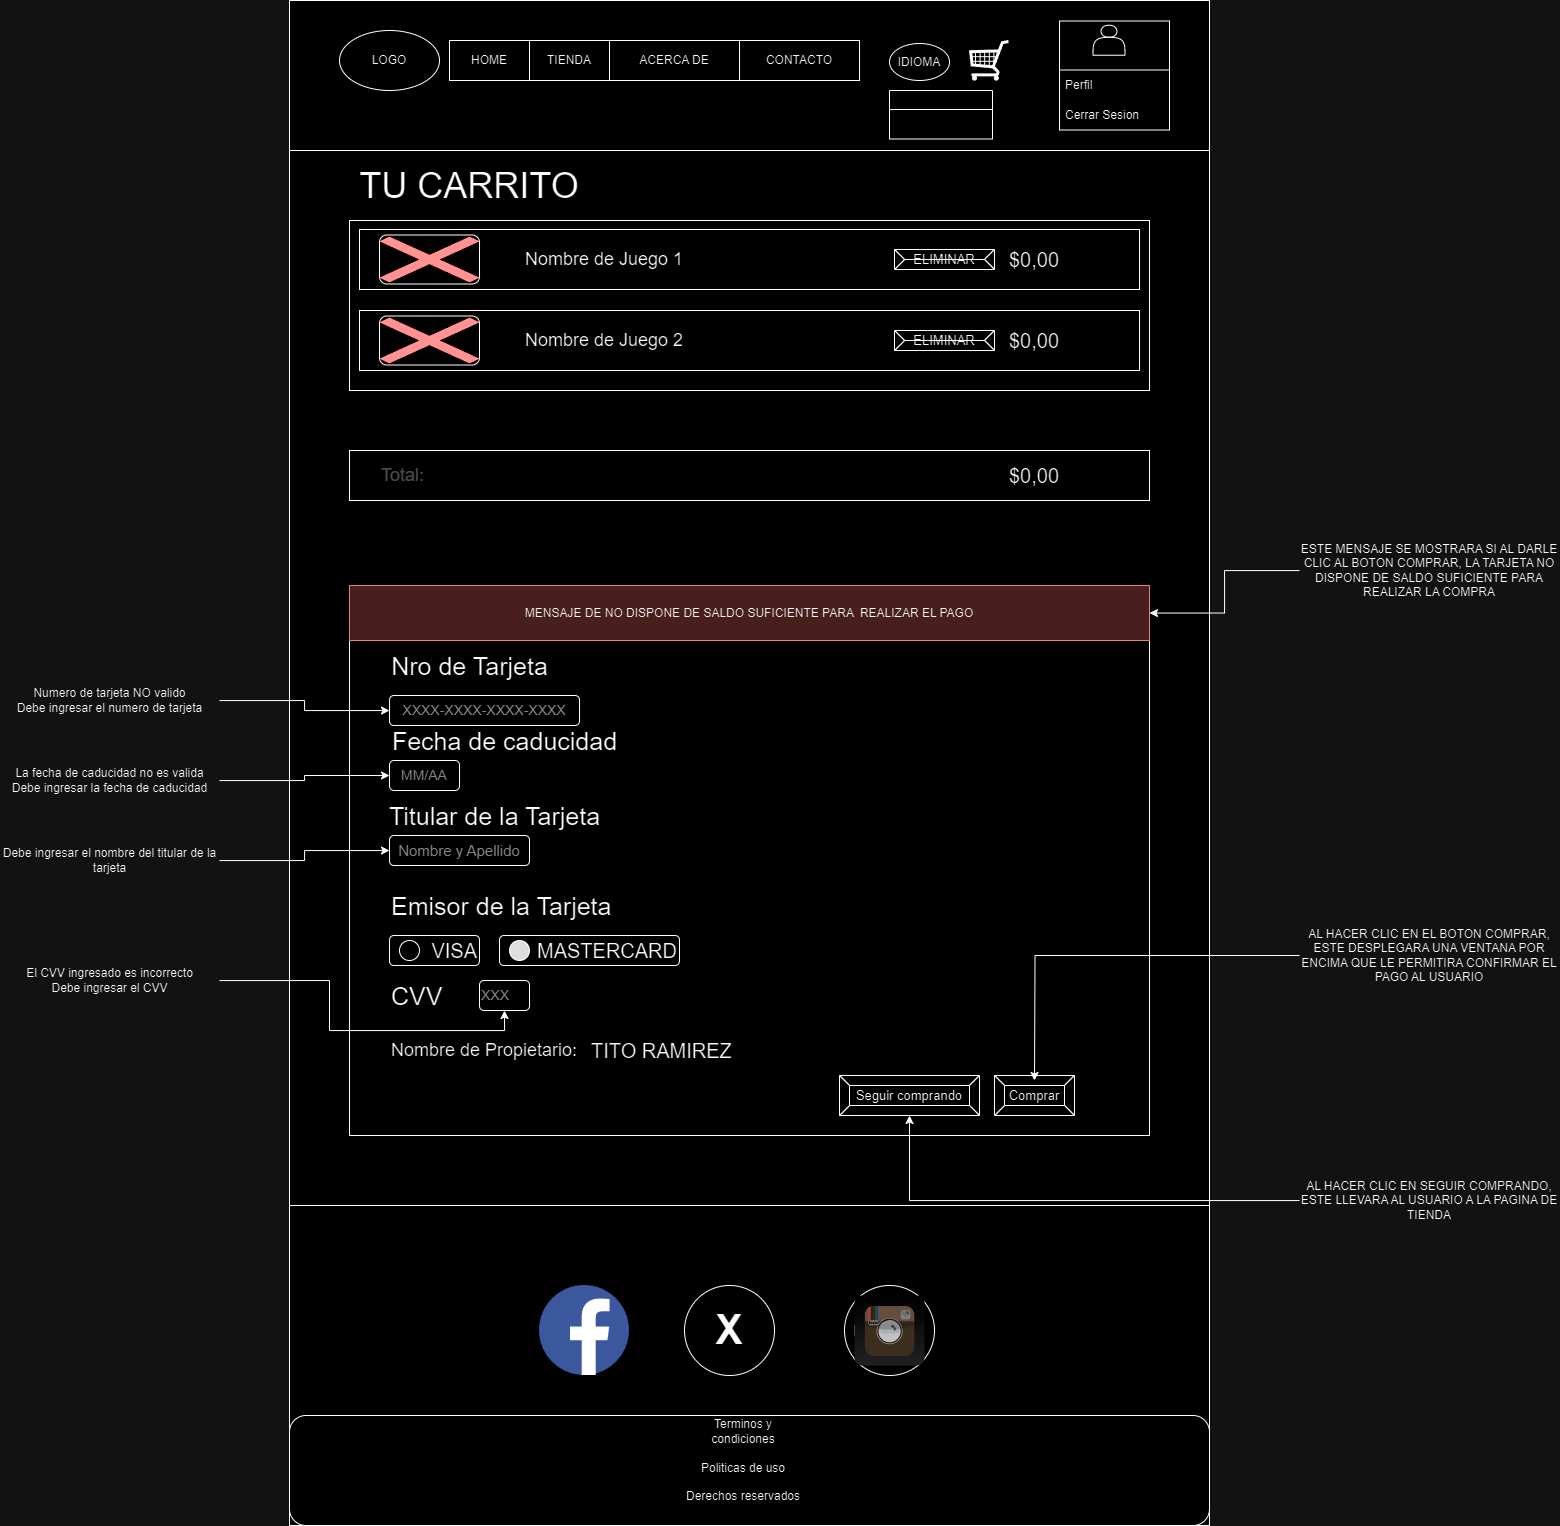 LOGO
HOME
TIENDA
ACERCA DE
CONTACTO
IDIOMA
Perfil
Cerrar Sesion
TU CARRITO
Nombre de Juego 1
ELIMINAR
$0,00
Nombre de Juego 2
ELIMINAR
$0,00
Total:
$0,00
ESTE MENSAJE SE MOSTRARA SI AL DARLE
CLIC AL BOTON COMPRAR, LA TARJETA NO
DISPONE DE SALDO SUFICIENTE PARA
REALIZAR LA COMPRA
MENSAJE DE NO DISPONE DE SALDO SUFICIENTE PARA REALIZAR EL PAGO
Nro de Tarjeta
Numero de tarjeta NO valido
Debe ingresar el numero de tarjeta
XXXX-XXXX-XXXX-XXXX
Fecha de caducidad
La fecha de caducidad no es valida
Debe ingresar la fecha de caducidad
MM/AA
Titular de la Tarjeta
Debe ingresar el nombre del titular de la
tarjeta
Nombre y Apellido
Emisor de la Tarjeta
VISA
MASTERCARD
AL HACER CLIC EN EL BOTON COMPRAR,
ESTE DESPLEGARA UNA VENTANA POR
ENCIMA QUE LE PERMITIRA CONFIRMAR EL
PAGO AL USUARIO
El CVV ingresado es incorrecto
Debe ingresar el CVV
CVV
XXX
Nombre de Propietario:
TITO RAMIREZ
Seguir comprando
Comprar
AL HACER CLIC EN SEGUIR COMPRANDO,
ESTE LLEVARA AL USUARIO A LA PAGINA DE
TIENDA
f
X
Terminos y
condiciones
Politicas de uso
Derechos reservados